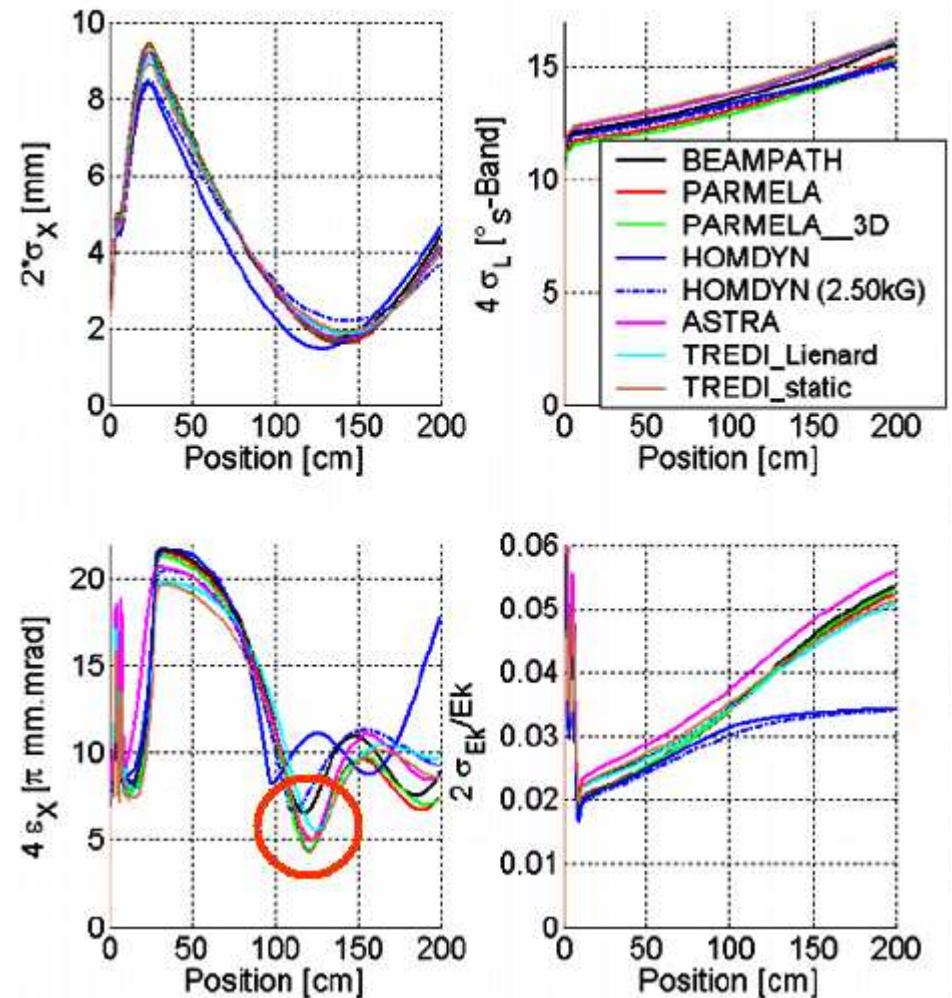 2*σX [mm]
10
8
6
4
2
0
0 50 100 150 200
Position [cm]
4 σL [° s-Band]
15
10
5
0
0 50 100 150 200
Position [cm]
BEAMPATH
PARMELA
PARMELA__3D
HOMDYN
HOMDYN (2.50kG)
ASTRA
TREDI_Lienard
TREDI_static
4 εX [π mm.mrad]
20
15
10
5
0
0 50 100 150 200
Position [cm]
2 σEk/Ek
0.06
0.05
0.04
0.03
0.02
0.01
0
0 50 100 150 200
Position [cm]